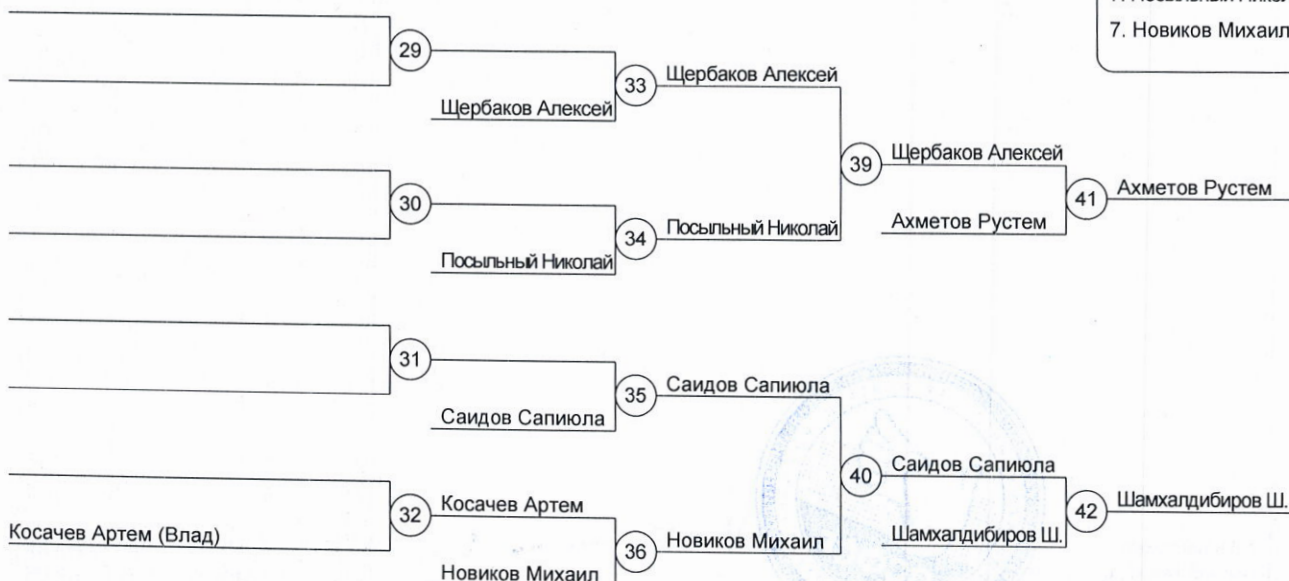 7. Новиков Михаил
29
33
Щербаков Алексей
Щербаков Алексей
39
Щербаков Алексей
30
34
Посыльный Николай
Посыльный Николай
Ахметов Рустем
41
Ахметов Рустем
31
35
Саидов Сапиюла
Саидов Сапиюла
40
Саидов Сапиюла
Косачев Артем (Влад)
32
Косачев Артем
36
Новиков Михаил
Новиков Михаил
Шамхалдибиров Ш.
42
Шамхалдибиров Ш.